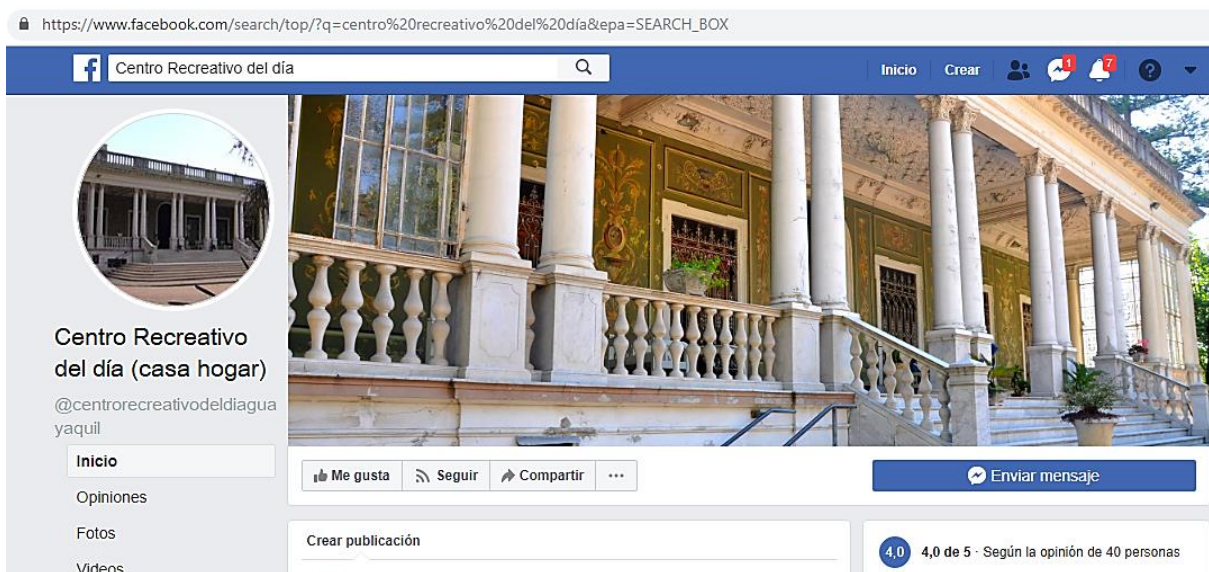 https://www.facebook.com/search/top/?q=centro%20recreativo%20del%20día&epa=SEARCH_BOX
f
Centro Recreativo del día
Inicio
Crear
1
7
?
Centro Recreativo
del día (casa hogar)
@centrorecreativodeldiagua
yaquil
Inicio
Opiniones
Fotos
Videos
Me gusta
Seguir
Compartir
...
Enviar mensaje
Crear publicación
4,0
4,0 de 5 · Según la opinión de 40 personas